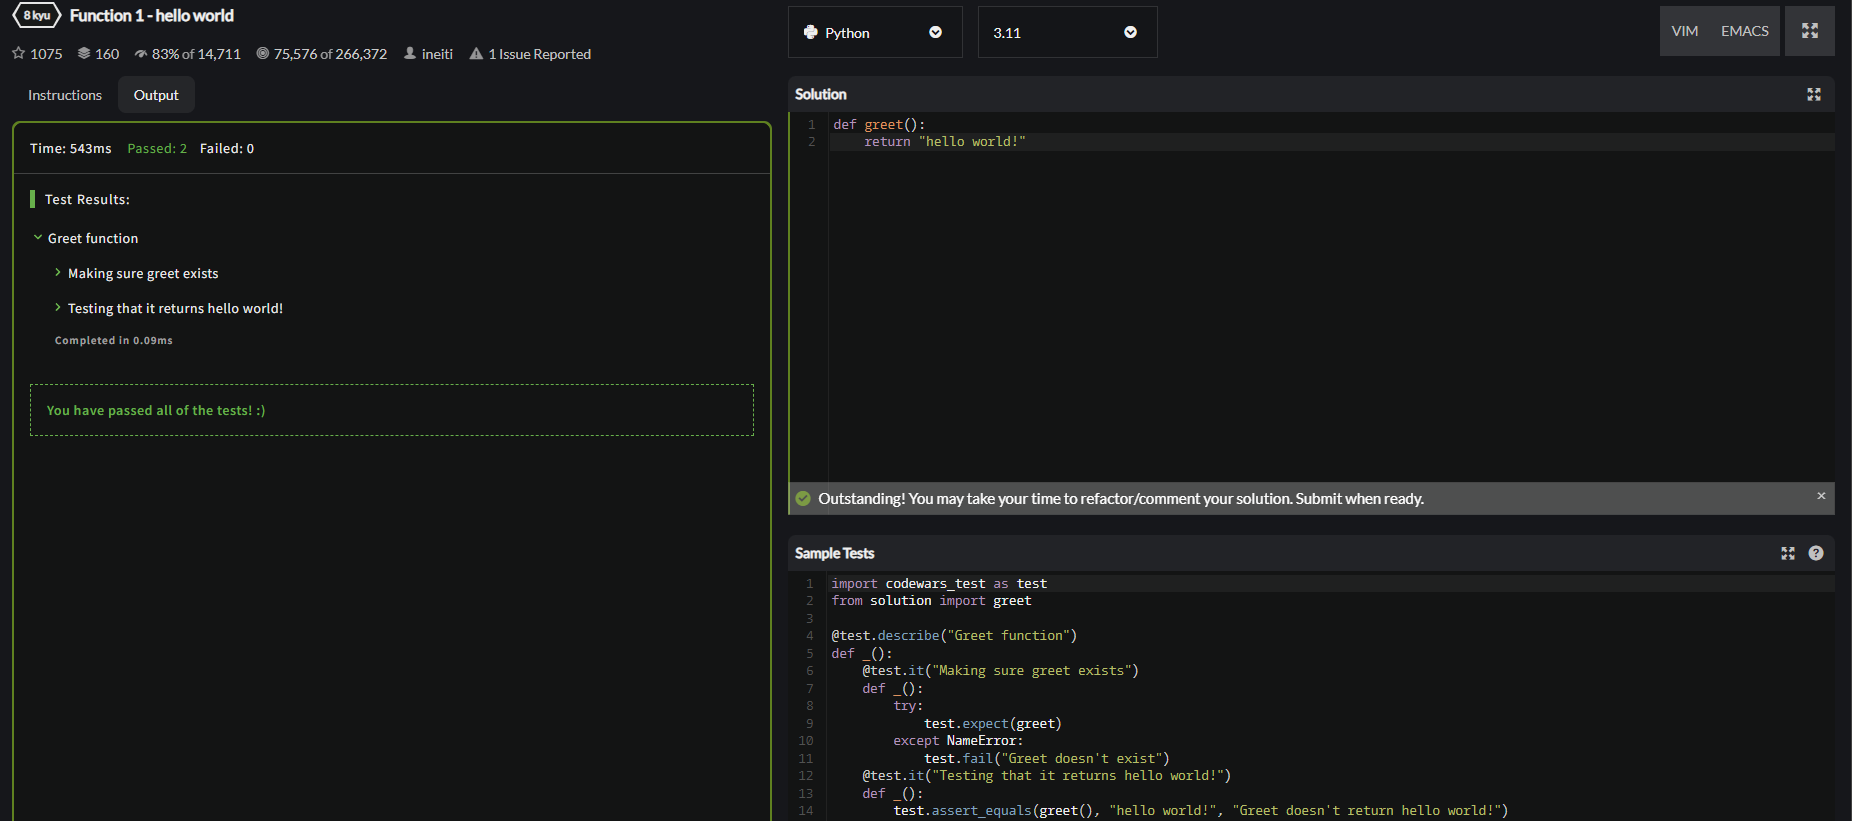 8 kyu Function 1 - hello world
1075 160 83% of 14,711 75,576 of 266,372 ineiti 1 Issue Reported
Instructions Output
Time: 543ms Passed: 2 Failed: 0
Test Results:
Greet function
Making sure greet exists
Testing that it returns hello world!
Completed in 0.09ms
You have passed all of the tests! :)
Python 3.11 VIM EMACS
Solution
1 def greet():
2     return "hello world!"
Outstanding! You may take your time to refactor/comment your solution. Submit when ready. ×
Sample Tests ?
1 import codewars_test as test
2 from solution import greet
3
4 @test.describe("Greet function")
5 def _():
6     @test.it("Making sure greet exists")
7     def _():
8         try:
9             test.expect(greet)
10         except NameError:
11             test.fail("Greet doesn't exist")
12     @test.it("Testing that it returns hello world!")
13     def _():
14         test.assert_equals(greet(), "hello world!", "Greet doesn't return hello world!")